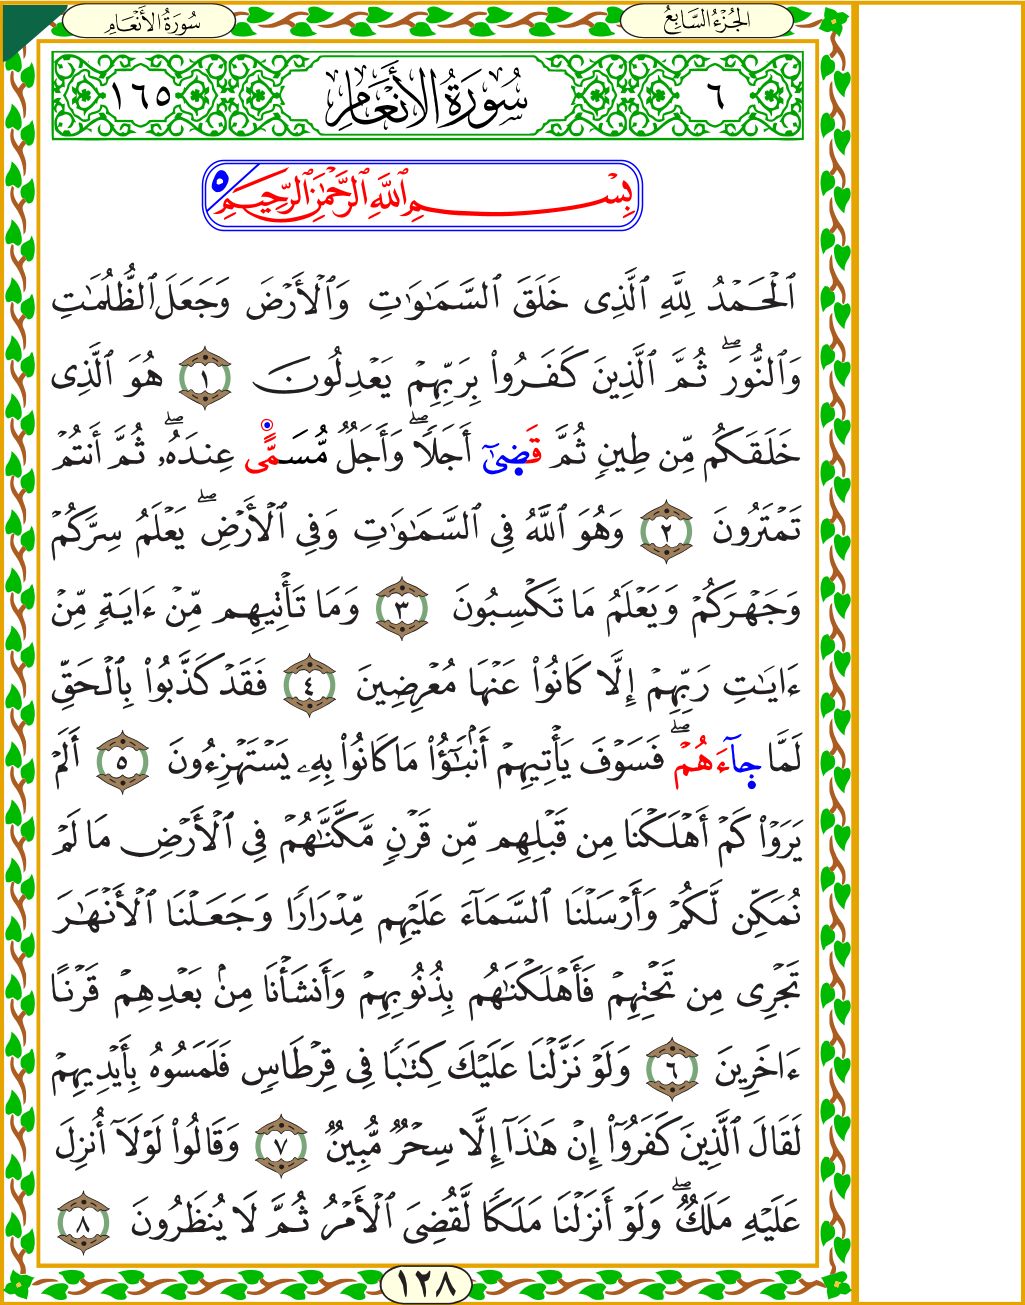 الجُزْءُ السَّابِعُ
سُورَةُ الأَنْعَامِ
٦
سُورَةُ الأَنْعَامِ
١٦٥
بِسْمِ ٱللَّهِ ٱلرَّحْمَٰنِ ٱلرَّحِيمِ ٥
ٱلْحَمْدُ لِلَّهِ ٱلَّذِى خَلَقَ ٱلسَّمَٰوَٰتِ وَٱلْأَرْضَ وَجَعَلَ ٱلظُّلُمَٰتِ
وَٱلنُّورَۖ ثُمَّ ٱلَّذِينَ كَفَرُوا۟ بِرَبِّهِمْ يَعْدِلُونَ ١ هُوَ ٱلَّذِى
خَلَقَكُم مِّن طِينٍ ثُمَّ قَضَىٰٓ أَجَلًاۖ وَأَجَلٌ مُّسَمًّى عِندَهُۥۖ ثُمَّ أَنتُمْ
تَمْتَرُونَ ٢ وَهُوَ ٱللَّهُ فِى ٱلسَّمَٰوَٰتِ وَفِى ٱلْأَرْضِۖ يَعْلَمُ سِرَّكُمْ
وَجَهْرَكُمْ وَيَعْلَمُ مَا تَكْسِبُونَ ٣ وَمَا تَأْتِيهِم مِّنْ ءَايَةٍ مِّنْ
ءَايَٰتِ رَبِّهِمْ إِلَّا كَانُوا۟ عَنْهَا مُعْرِضِينَ ٤ فَقَدْ كَذَّبُوا۟ بِٱلْحَقِّ
لَمَّا جَآءَهُمْۖ فَسَوْفَ يَأْتِيهِمْ أَنۢبَٰٓؤُا۟ مَا كَانُوا۟ بِهِۦ يَسْتَهْزِءُونَ ٥ أَلَمْ
يَرَوْا۟ كَمْ أَهْلَكْنَا مِن قَبْلِهِم مِّن قَرْنٍ مَّكَّنَّٰهُمْ فِى ٱلْأَرْضِ مَا لَمْ
نُمَكِّن لَّكُمْ وَأَرْسَلْنَا ٱلسَّمَآءَ عَلَيْهِم مِّدْرَارًا وَجَعَلْنَا ٱلْأَنْهَٰرَ
تَجْرِى مِن تَحْتِهِمْ فَأَهْلَكْنَٰهُم بِذُنُوبِهِمْ وَأَنشَأْنَا مِنۢ بَعْدِهِمْ قَرْنًا
ءَاخَرِينَ ٦ وَلَوْ نَزَّلْنَا عَلَيْكَ كِتَٰبًا فِى قِرْطَاسٍ فَلَمَسُوهُ بِأَيْدِيهِمْ
لَقَالَ ٱلَّذِينَ كَفَرُوٓا۟ إِنْ هَٰذَآ إِلَّا سِحْرٌ مُّبِينٌ ٧ وَقَالُوا۟ لَوْلَآ أُنزِلَ
عَلَيْهِ مَلَكٌۖ وَلَوْ أَنزَلْنَا مَلَكًا لَّقُضِىَ ٱلْأَمْرُ ثُمَّ لَا يُنظَرُونَ ٨
١٢٨